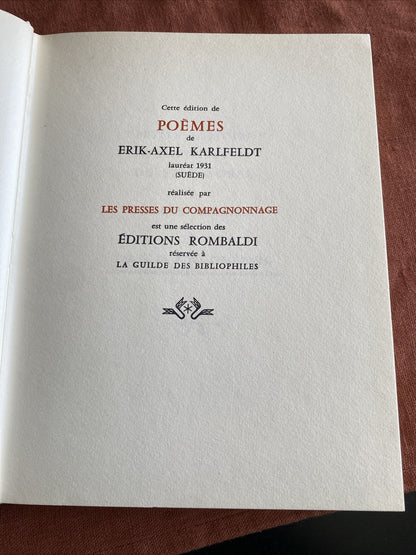 Cette édition de
POÈMES
de
ERIK-AXEL KARLFELDT
lauréat 1931
(SUÈDE)
réalisée par
LES PRESSES DU COMPAGNONNAGE
est une sélection des
ÉDITIONS ROMBALDI
réservée à
LA GUILDE DES BIBLIOPHILES